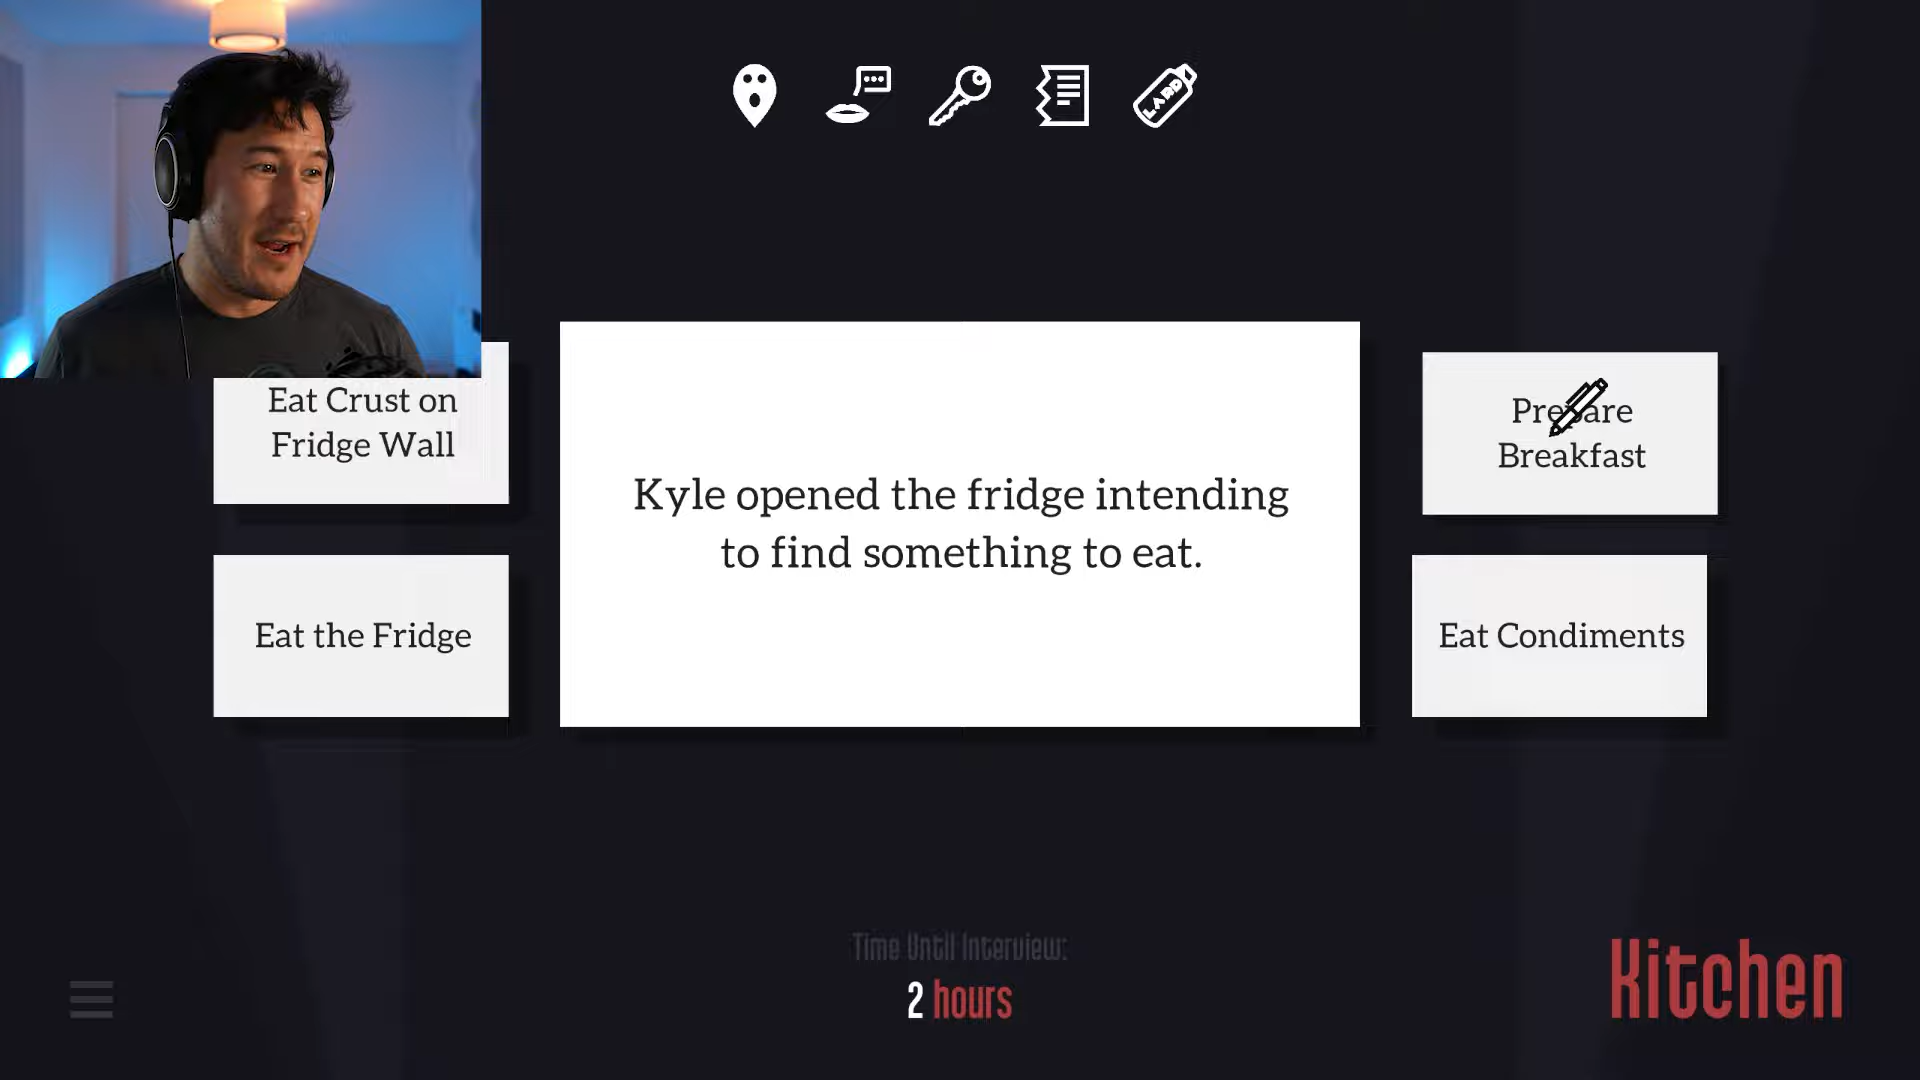 LARD
Eat Crust on
Fridge Wall
Eat the Fridge
Kyle opened the fridge intending
to find something to eat.
Prepare
Breakfast
Eat Condiments
Time Until Interview:
2 hours
Kitchen